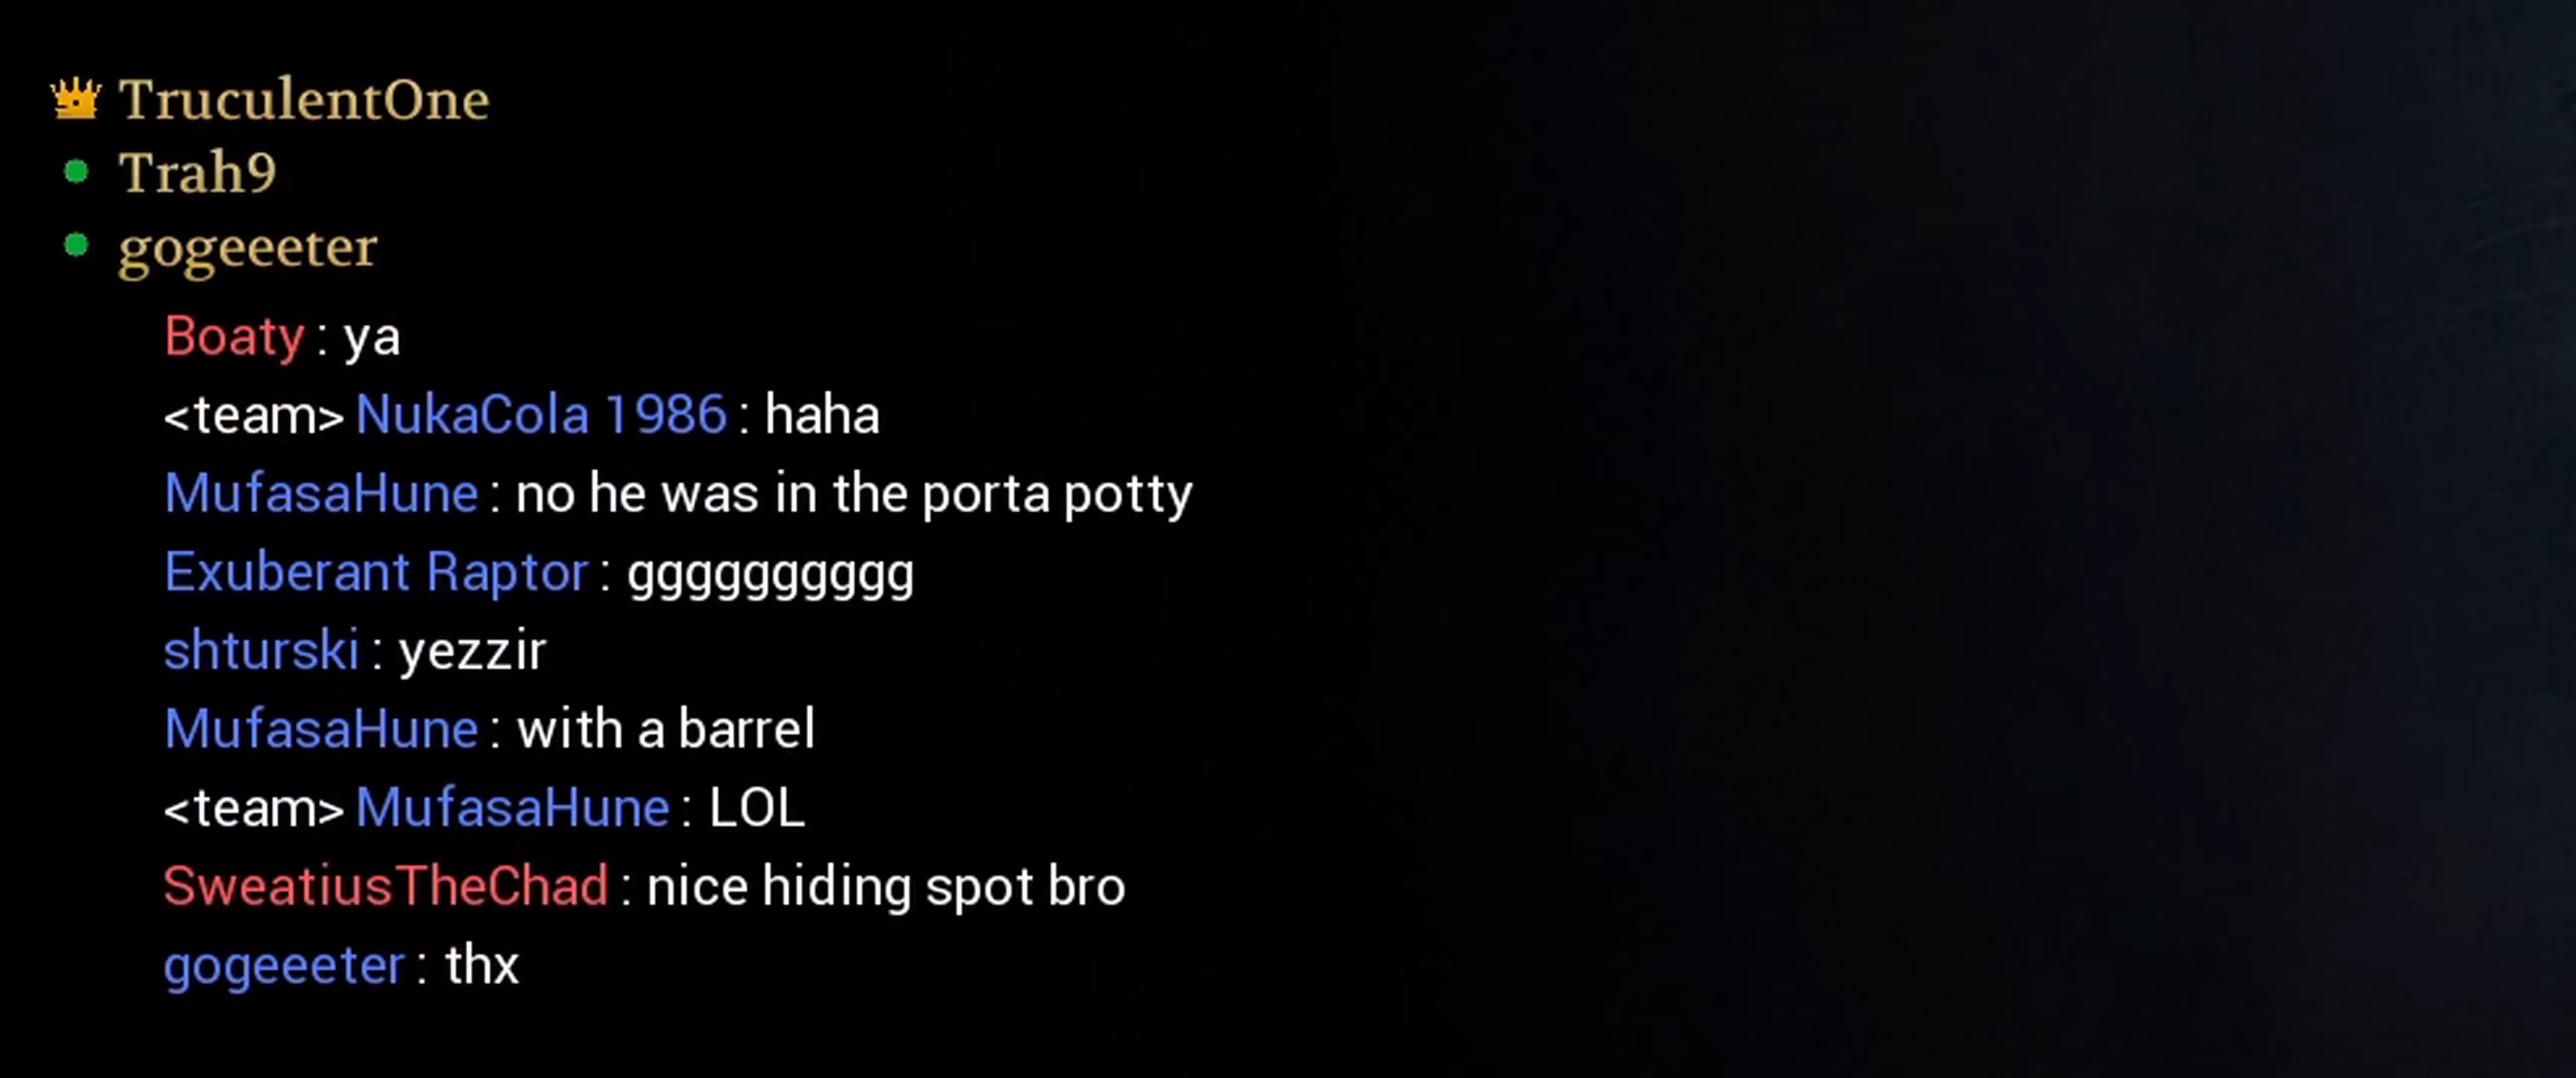 TruculentOne
Trah9
gogeeeter
Boaty : ya
<team> NukaCola 1986 : haha
MufasaHune : no he was in the porta potty
Exuberant Raptor : gggggggggg
shturski : yezzir
MufasaHune : with a barrel
<team> MufasaHune : LOL
SweatiusTheChad : nice hiding spot bro
gogeeeter : thx